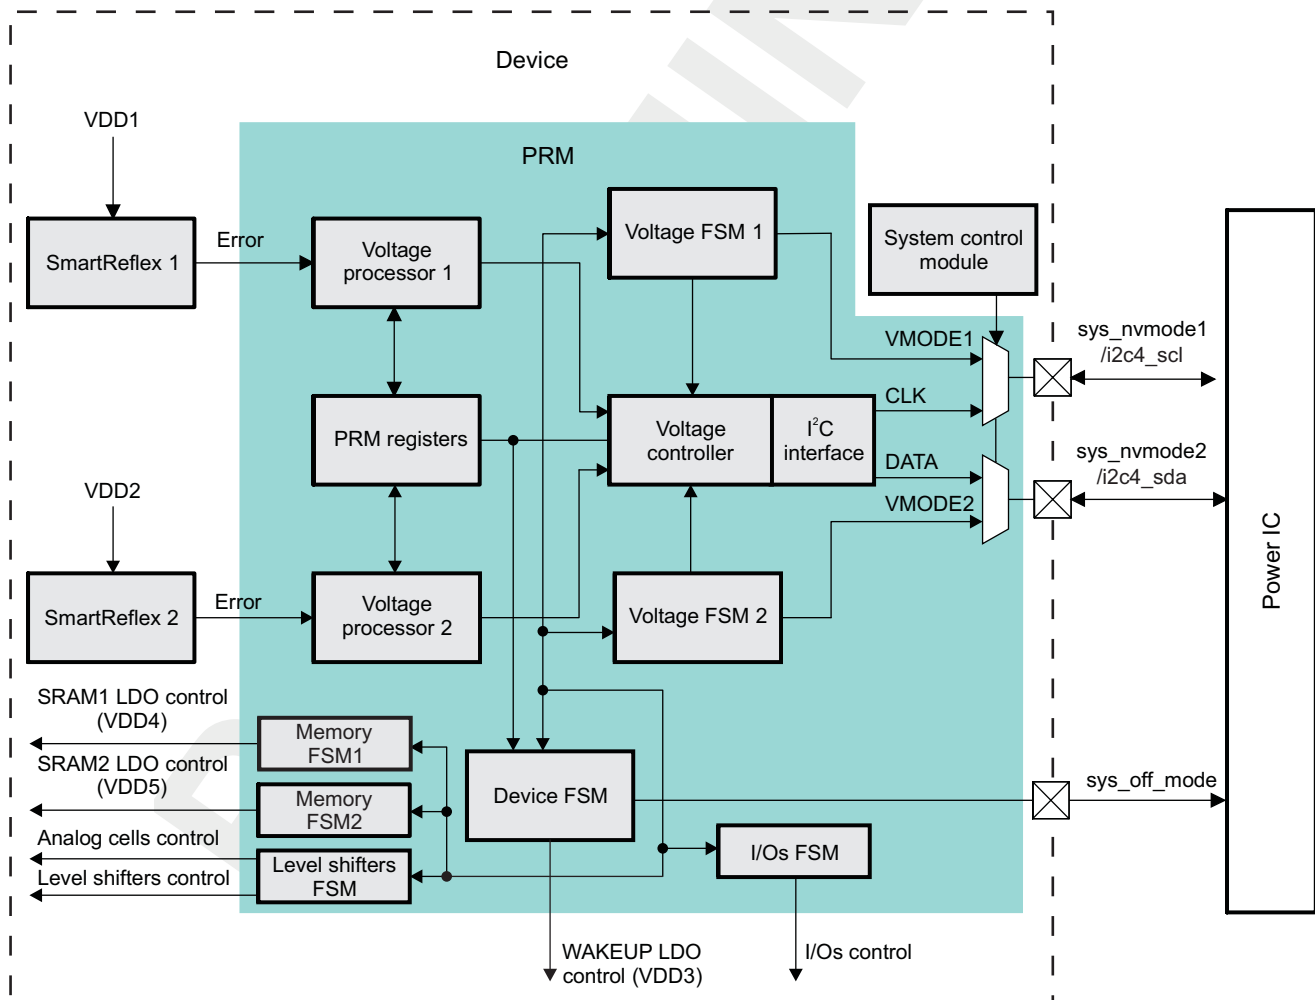 Device
VDD1
PRM
SmartReflex 1
Error
Voltage
processor 1
Voltage FSM 1
System control
module
VMODE1
sys_nvmode1
/i2c4_scl
CLK
PRM registers
Voltage
controller
I²C
interface
DATA
VMODE2
sys_nvmode2
/i2c4_sda
VDD2
SmartReflex 2
Error
Voltage
processor 2
Voltage FSM 2
Power IC
SRAM1 LDO control
(VDD4)
Memory
FSM1
SRAM2 LDO control
(VDD5)
Memory
FSM2
Device FSM
sys_off_mode
Analog cells control
Level shifters control
Level shifters
FSM
I/Os FSM
WAKEUP LDO
control (VDD3)
I/Os control